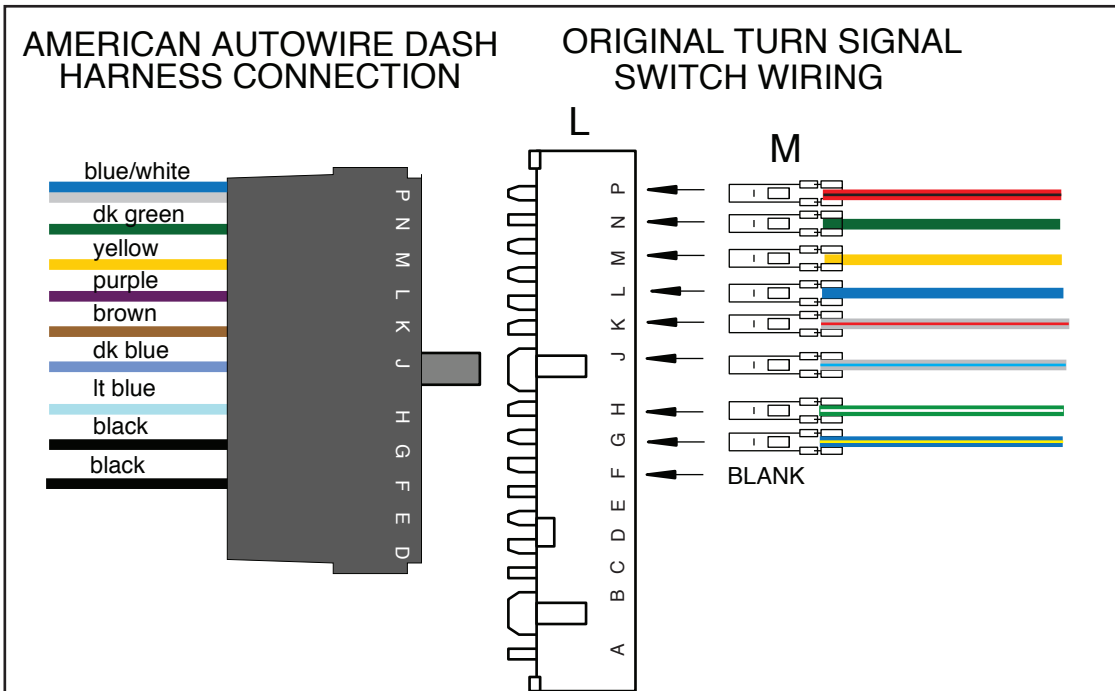 AMERICAN AUTOWIRE DASH
HARNESS CONNECTION
ORIGINAL TURN SIGNAL
SWITCH WIRING
L
M
blue/white
dk green
yellow
purple
brown
dk blue
lt blue
black
black
P
N
M
L
K
J
H
G
F
E
D
P
N
M
L
K
J
H
G
F
E
D
C
B
A
BLANK